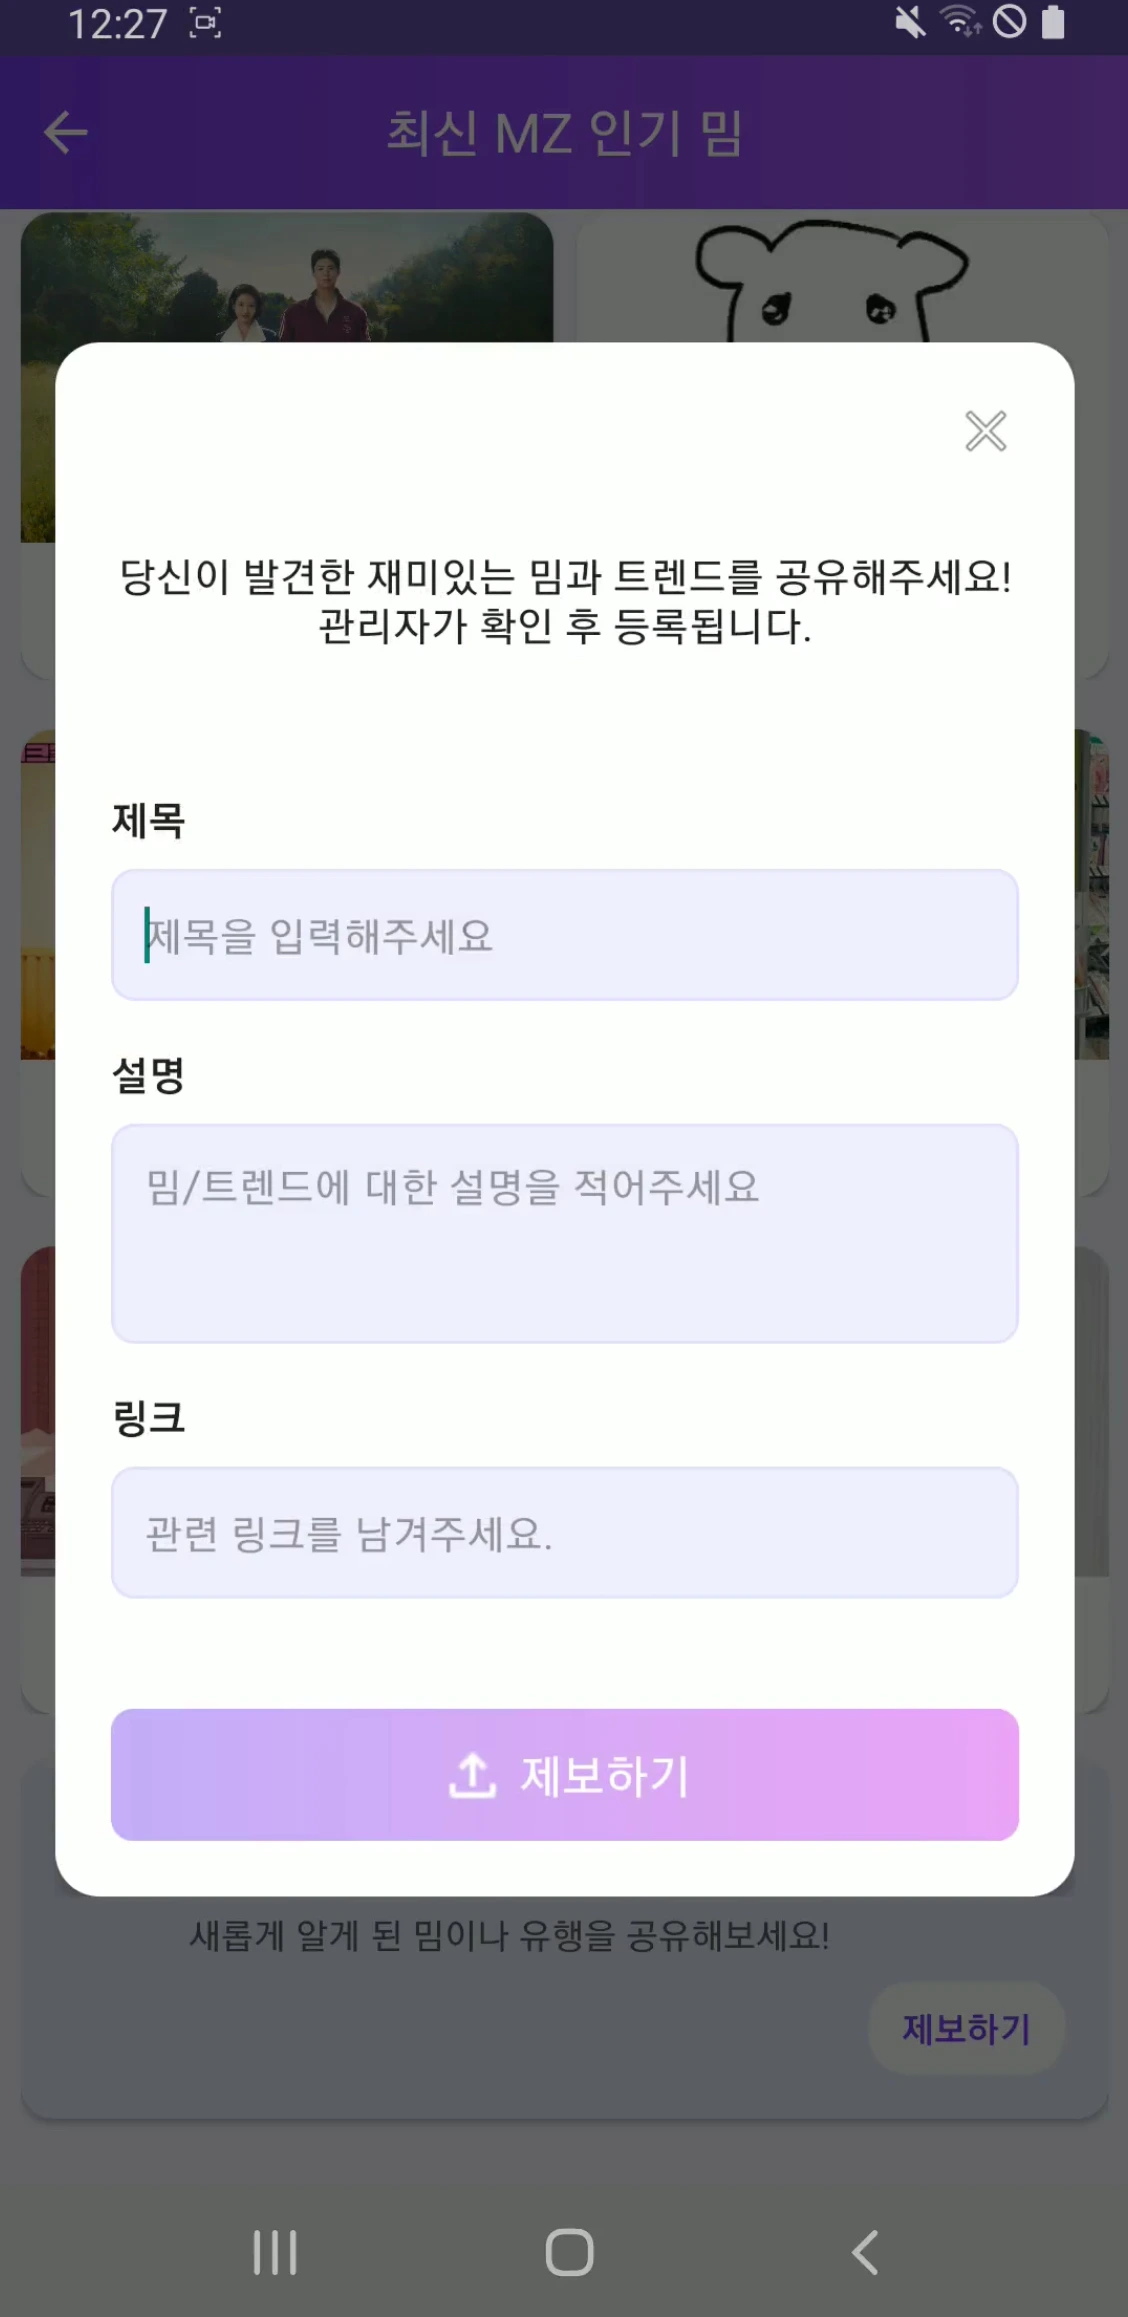 12:27
최신 MZ 인기 밈
당신이 발견한 재미있는 밈과 트렌드를 공유해주세요!
관리자가 확인 후 등록됩니다.
제목
제목을 입력해주세요
설명
밈/트렌드에 대한 설명을 적어주세요
링크
관련 링크를 남겨주세요.
제보하기
새롭게 알게 된 밈이나 유행을 공유해보세요!
제보하기